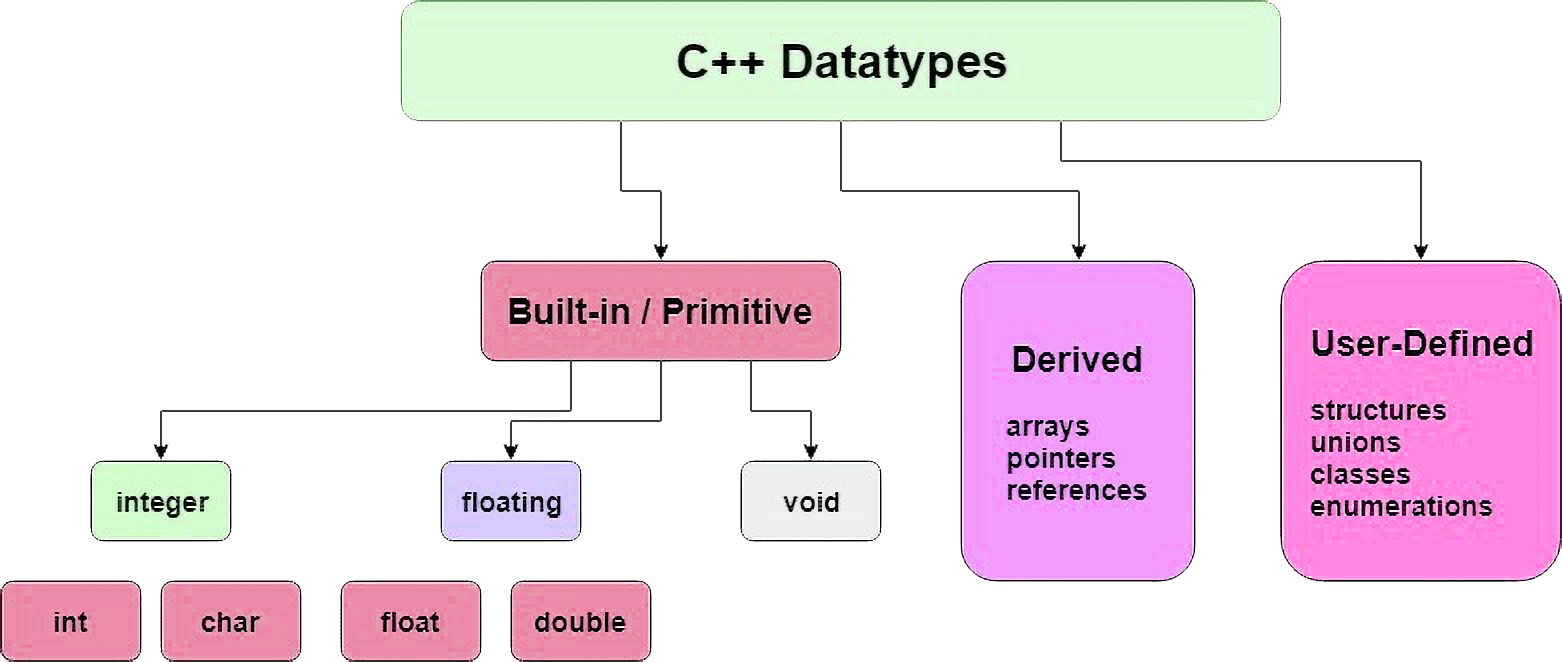 C++ Datatypes
Built-in / Primitive
Derived
arrays
pointers
references
User-Defined
structures
unions
classes
enumerations
integer
floating
void
int
char
float
double